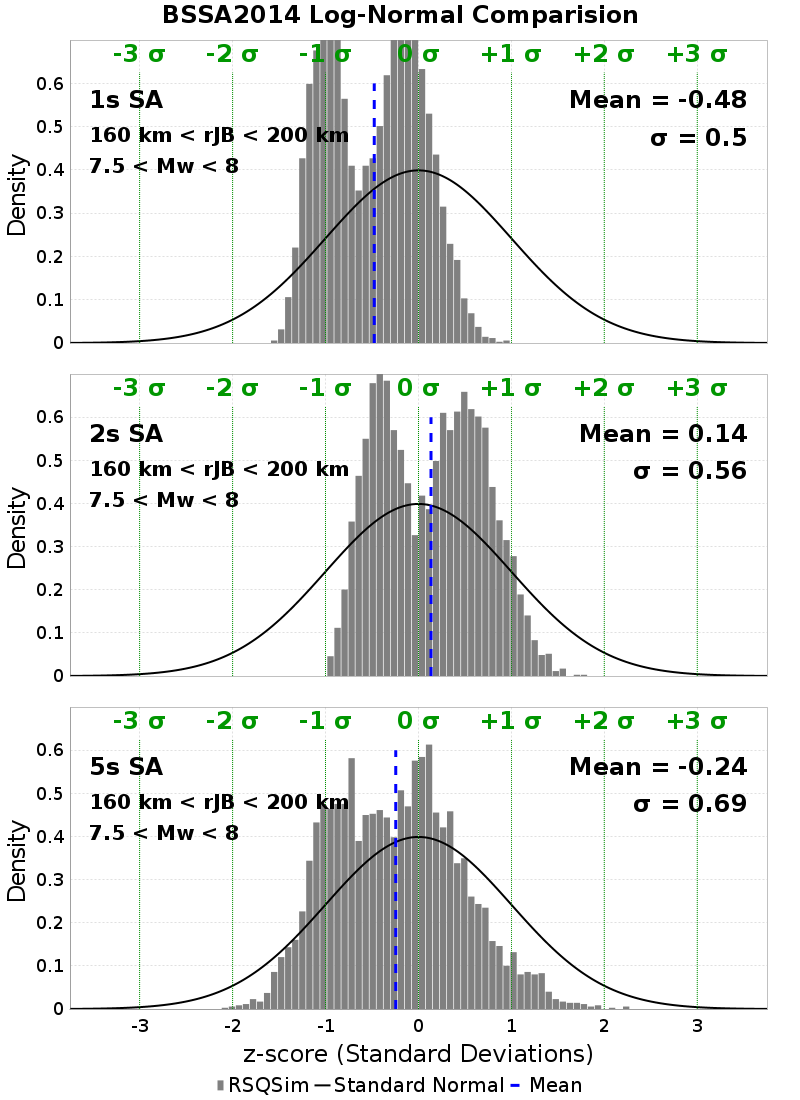 BSSA2014 Log-Normal Comparision
-3 σ -2 σ -1 σ 0 σ +1 σ +2 σ +3 σ
1s SA
160 km < rJB < 200 km
7.5 < Mw < 8
Mean = -0.48
σ = 0.5
Density
0.6
0.5
0.4
0.3
0.2
0.1
0
-3 σ -2 σ -1 σ 0 σ +1 σ +2 σ +3 σ
2s SA
160 km < rJB < 200 km
7.5 < Mw < 8
Mean = 0.14
σ = 0.56
Density
0.6
0.5
0.4
0.3
0.2
0.1
0
-3 σ -2 σ -1 σ 0 σ +1 σ +2 σ +3 σ
5s SA
160 km < rJB < 200 km
7.5 < Mw < 8
Mean = -0.24
σ = 0.69
Density
0.6
0.5
0.4
0.3
0.2
0.1
0
-3 -2 -1 0 1 2 3
z-score (Standard Deviations)
RSQSim Standard Normal Mean